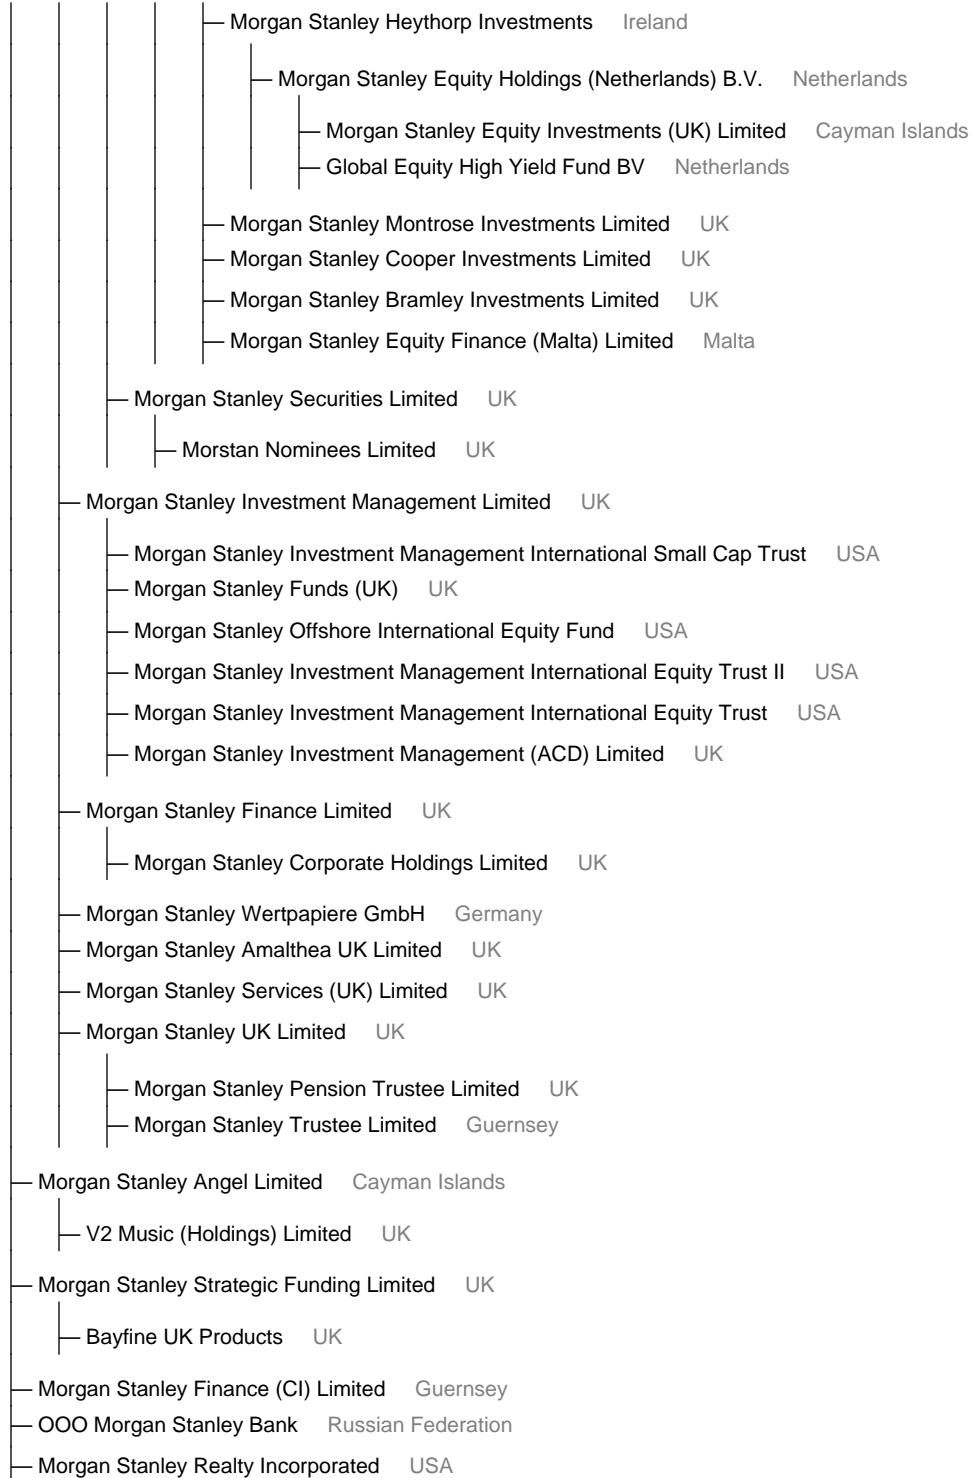 Morgan Stanley Heythorp Investments Ireland
Morgan Stanley Equity Holdings (Netherlands) B.V. Netherlands
Morgan Stanley Equity Investments (UK) Limited Cayman Islands
Global Equity High Yield Fund BV Netherlands
Morgan Stanley Montrose Investments Limited UK
Morgan Stanley Cooper Investments Limited UK
Morgan Stanley Bramley Investments Limited UK
Morgan Stanley Equity Finance (Malta) Limited Malta
Morgan Stanley Securities Limited UK
Morstan Nominees Limited UK
Morgan Stanley Investment Management Limited UK
Morgan Stanley Investment Management International Small Cap Trust USA
Morgan Stanley Funds (UK) UK
Morgan Stanley Offshore International Equity Fund USA
Morgan Stanley Investment Management International Equity Trust II USA
Morgan Stanley Investment Management International Equity Trust USA
Morgan Stanley Investment Management (ACD) Limited UK
Morgan Stanley Finance Limited UK
Morgan Stanley Corporate Holdings Limited UK
Morgan Stanley Wertpapiere GmbH Germany
Morgan Stanley Amalthea UK Limited UK
Morgan Stanley Services (UK) Limited UK
Morgan Stanley UK Limited UK
Morgan Stanley Pension Trustee Limited UK
Morgan Stanley Trustee Limited Guernsey
Morgan Stanley Angel Limited Cayman Islands
V2 Music (Holdings) Limited UK
Morgan Stanley Strategic Funding Limited UK
Bayfine UK Products UK
Morgan Stanley Finance (CI) Limited Guernsey
OOO Morgan Stanley Bank Russian Federation
Morgan Stanley Realty Incorporated USA